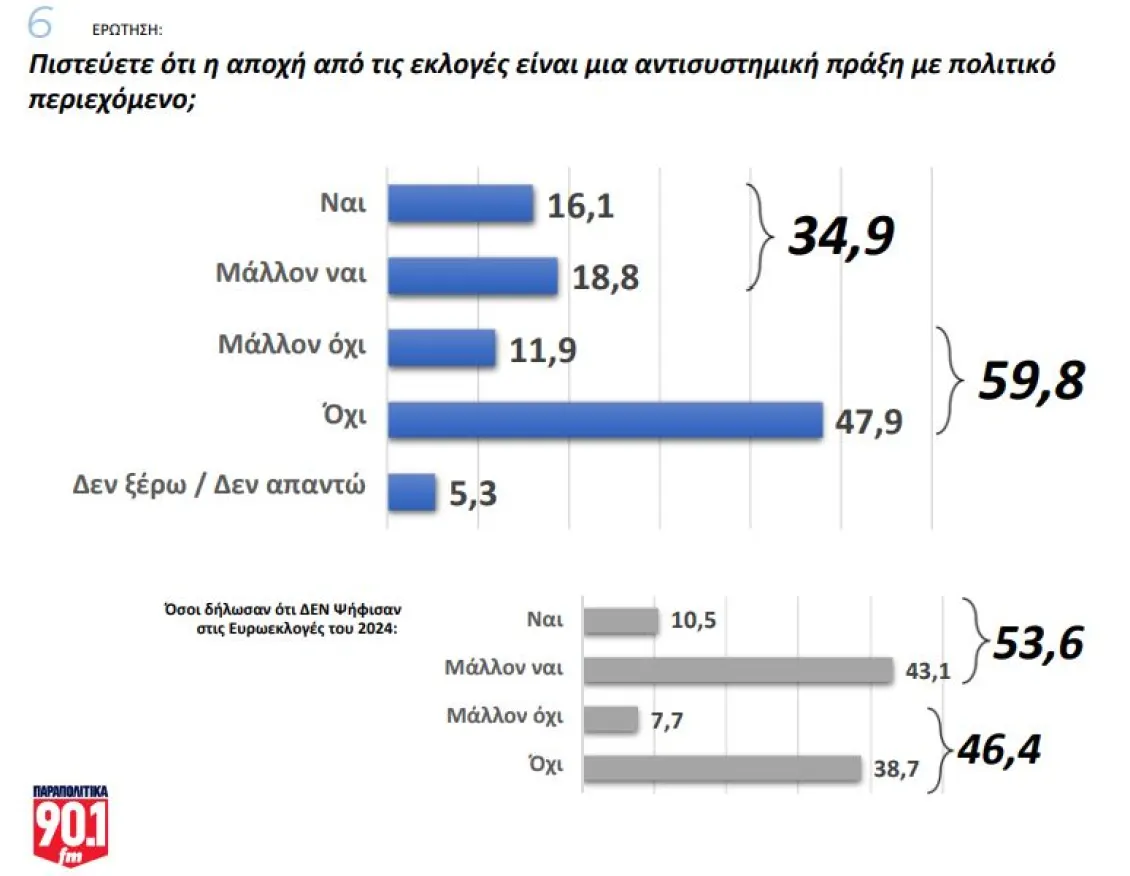 6
ΕΡΩΤΗΣΗ:
Πιστεύετε ότι η αποχή από τις εκλογές είναι μια αντισυστημική πράξη με πολιτικό
περιεχόμενο;
Ναι 16,1
Μάλλον ναι 18,8
34,9
Μάλλον όχι 11,9
Όχι 47,9
59,8
Δεν ξέρω / Δεν απαντώ 5,3
Όσοι δήλωσαν ότι ΔΕΝ Ψήφισαν
στις Ευρωεκλογές του 2024:
Ναι 10,5
Μάλλον ναι 43,1
53,6
Μάλλον όχι 7,7
Όχι 38,7
46,4
ΠΑΡΑΠΟΛΙΤΙΚΑ
90.1
fm